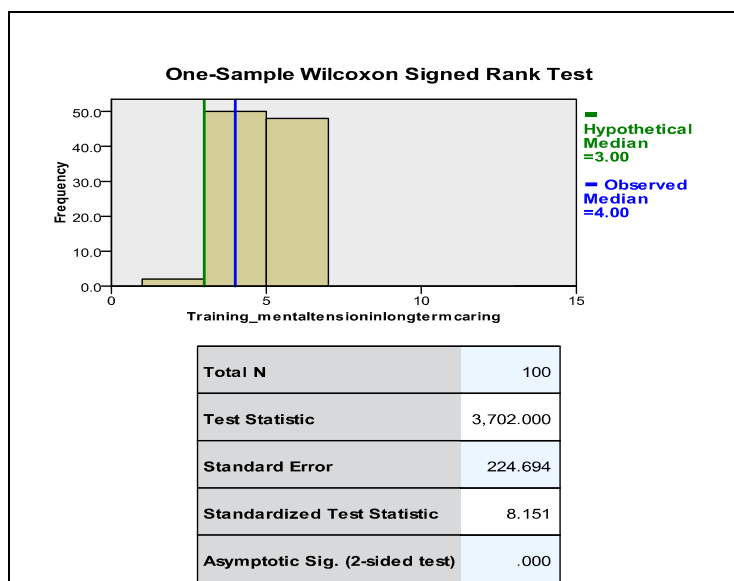 One-Sample Wilcoxon Signed Rank Test
50.0
40.0
30.0
20.0
10.0
0.0
Frequency
0 5 10 15
Training_mentaltensioninlongtermcaring
Hypothetical
Median
=3.00
Observed
Median
=4.00
Total N 100
Test Statistic 3,702.000
Standard Error 224.694
Standardized Test Statistic 8.151
Asymptotic Sig. (2-sided test) .000